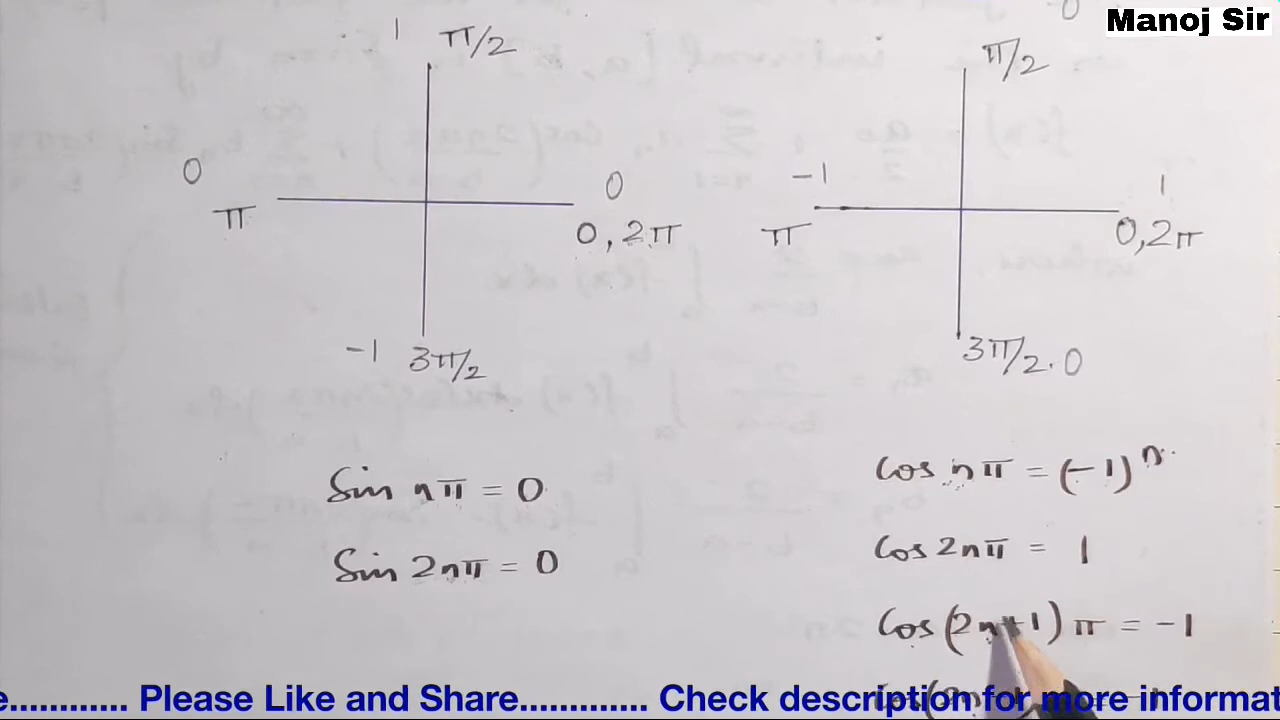 Manoj Sir
0
1 π/2
π/2
0
0
-1
1
π
0, 2π
π
0,2π
-1 3π/2
3π/2. 0
Sin nπ = 0
Cos nπ = (-1)ⁿ
Sin 2nπ = 0
Cos 2nπ = 1
Cos (2n+1) π = -1
e............ Please Like and Share............. Check description for more informat